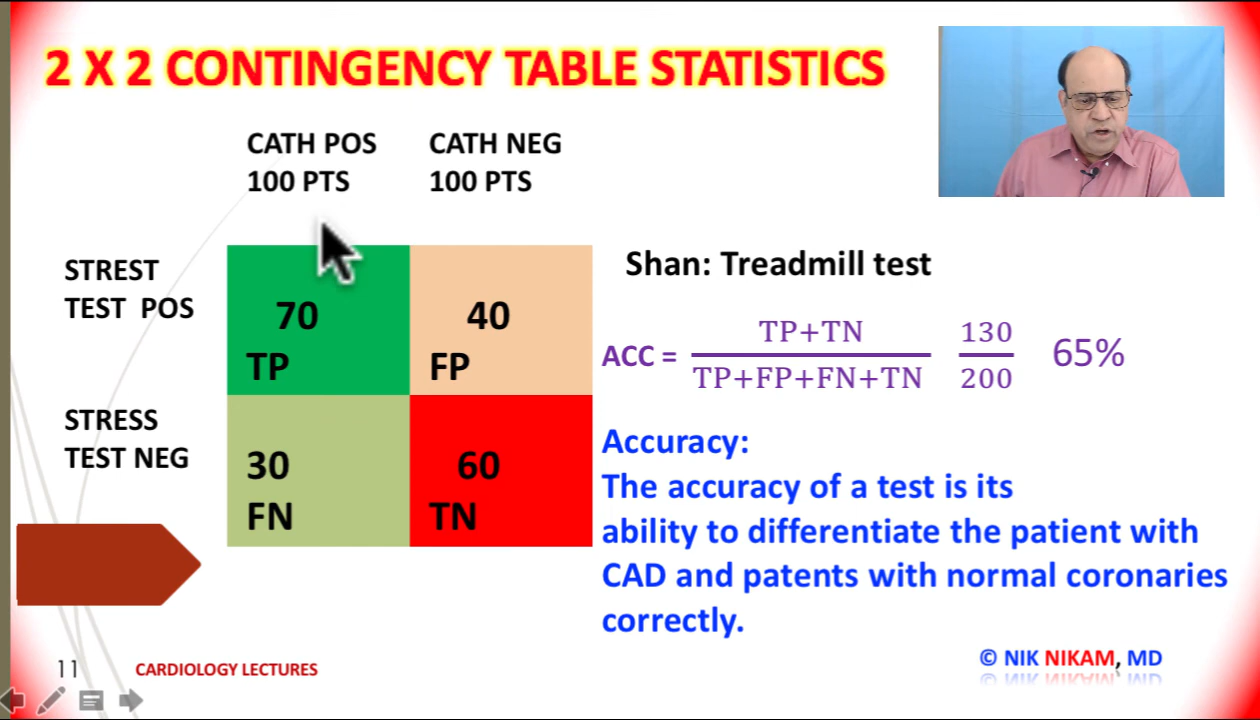 2 X 2 CONTINGENCY TABLE STATISTICS
CATH POS
100 PTS
CATH NEG
100 PTS
STREST
TEST POS
70
TP
40
FP
STRESS
TEST NEG
30
FN
60
TN
Shan: Treadmill test
ACC = TP+TN 130 65%
TP+FP+FN+TN 200
Accuracy:
The accuracy of a test is its
ability to differentiate the patient with
CAD and patents with normal coronaries
correctly.
11 CARDIOLOGY LECTURES
© NIK NIKAM, MD